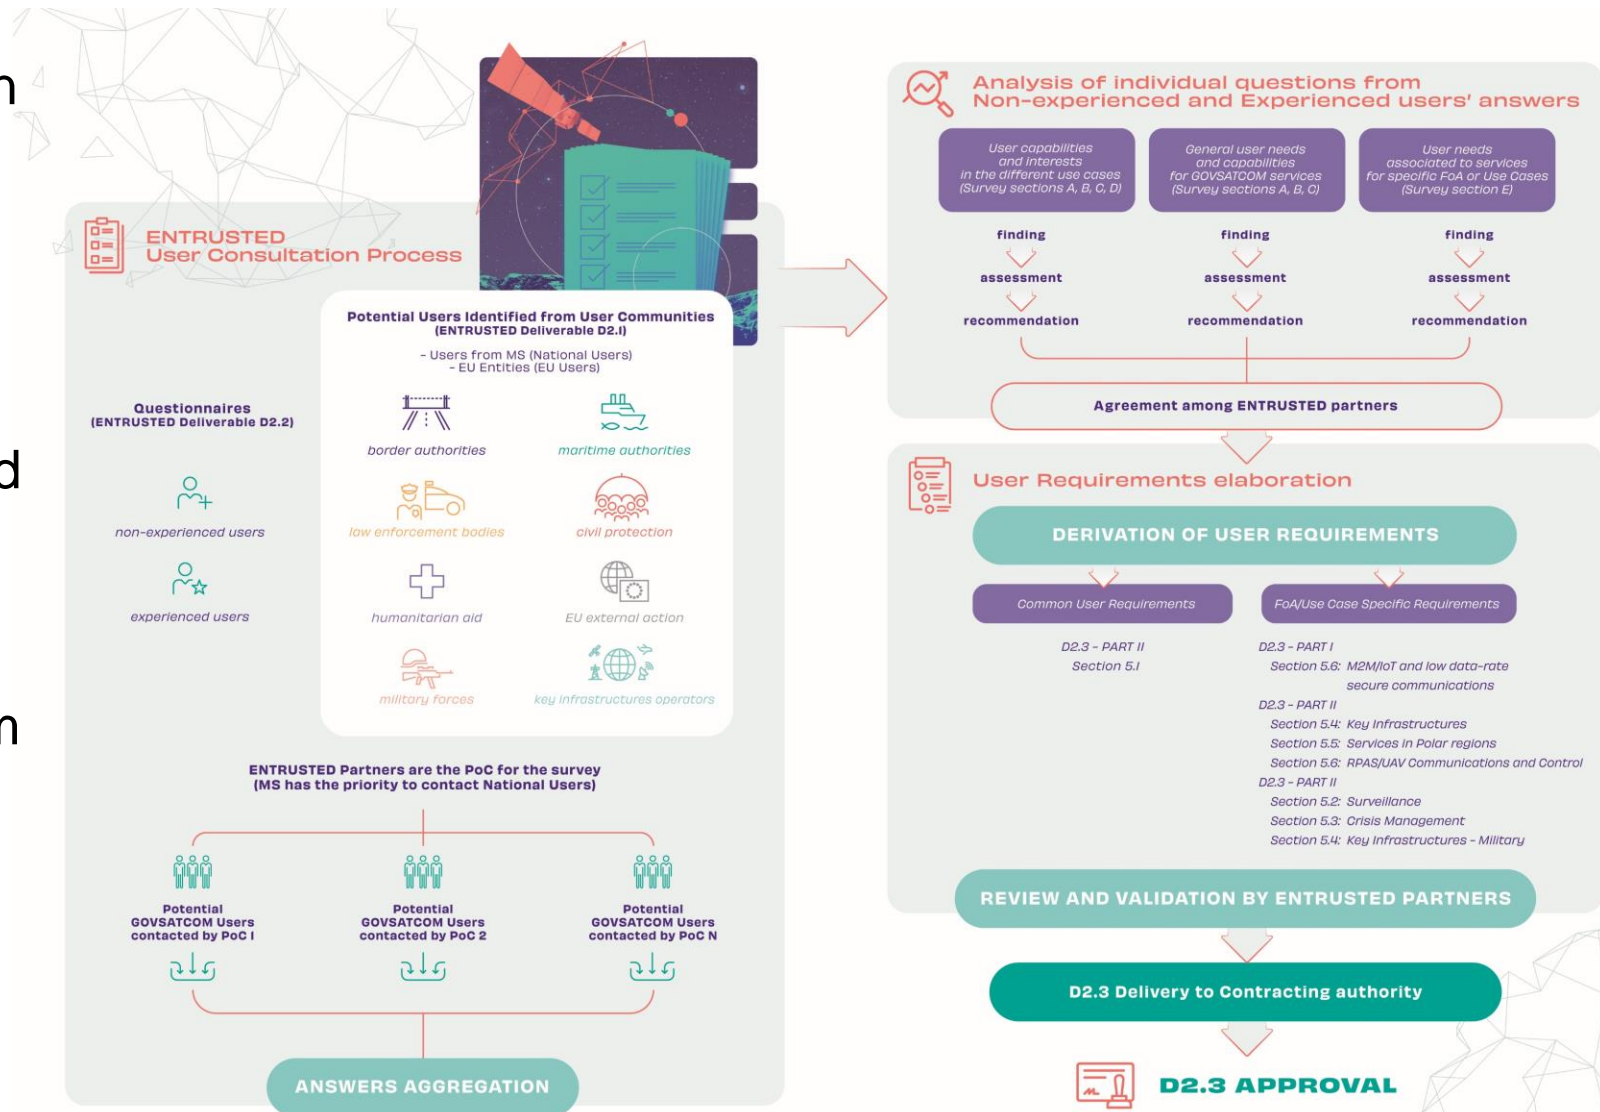 n
d
n
ENTRUSTED
User Consultation Process
Potential Users Identified from User Communities
(ENTRUSTED Deliverable D2.1)
- Users from MS (National Users)
- EU Entities (EU Users)
Questionnaires
(ENTRUSTED Deliverable D2.2)
non-experienced users
experienced users
border authorities
maritime authorities
law enforcement bodies
civil protection
humanitarian aid
EU external action
military forces
key infrastructures operators
ENTRUSTED Partners are the PoC for the survey
(MS has the priority to contact National Users)
Potential
GOVSATCOM Users
contacted by PoC 1
Potential
GOVSATCOM Users
contacted by PoC 2
Potential
GOVSATCOM Users
contacted by PoC N
ANSWERS AGGREGATION
Analysis of individual questions from
Non-experienced and Experienced users' answers
User capabilities
and interests
in the different use cases
(Survey sections A, B, C, D)
General user needs
and capabilities
for GOVSATCOM services
(Survey sections A, B, C)
User needs
associated to services
for specific FoA or Use Cases
(Survey section E)
finding
assessment
recommendation
finding
assessment
recommendation
finding
assessment
recommendation
Agreement among ENTRUSTED partners
User Requirements elaboration
DERIVATION OF USER REQUIREMENTS
Common User Requirements
D2.3 - PART II
Section 5.1
FoA/Use Case Specific Requirements
D2.3 - PART I
Section 5.6: M2M/IoT and low data-rate
secure communications
D2.3 - PART II
Section 5.4: Key Infrastructures
Section 5.5: Services in Polar regions
Section 5.6: RPAS/UAV Communications and Control
D2.3 - PART II
Section 5.2: Surveillance
Section 5.3: Crisis Management
Section 5.4: Key Infrastructures - Military
REVIEW AND VALIDATION BY ENTRUSTED PARTNERS
D2.3 Delivery to Contracting authority
D2.3 APPROVAL